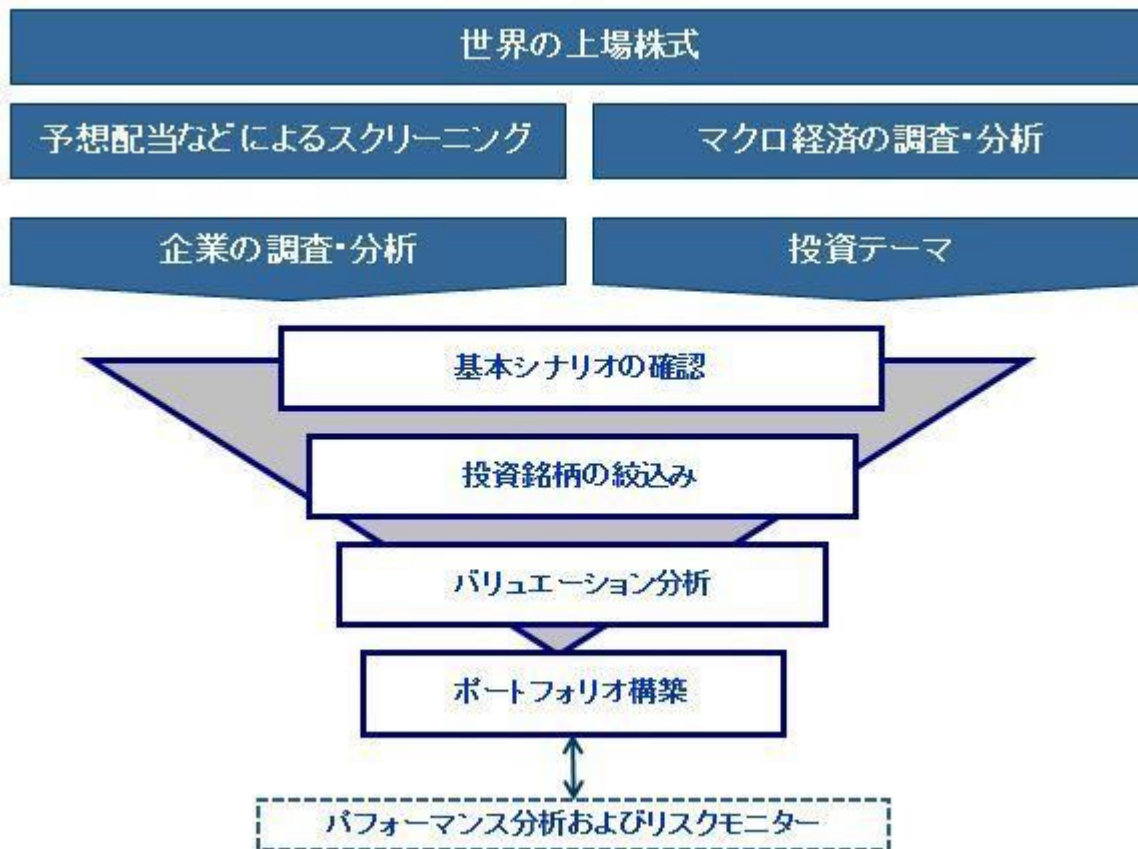 世界の上場株式
予想配当などによるスクリーニング
マクロ経済の調査・分析
企業の調査・分析
投資テーマ
基本シナリオの確認
投資銘柄の絞込み
バリュエーション分析
ポートフォリオ構築
パフォーマンス分析およびリスクモニター